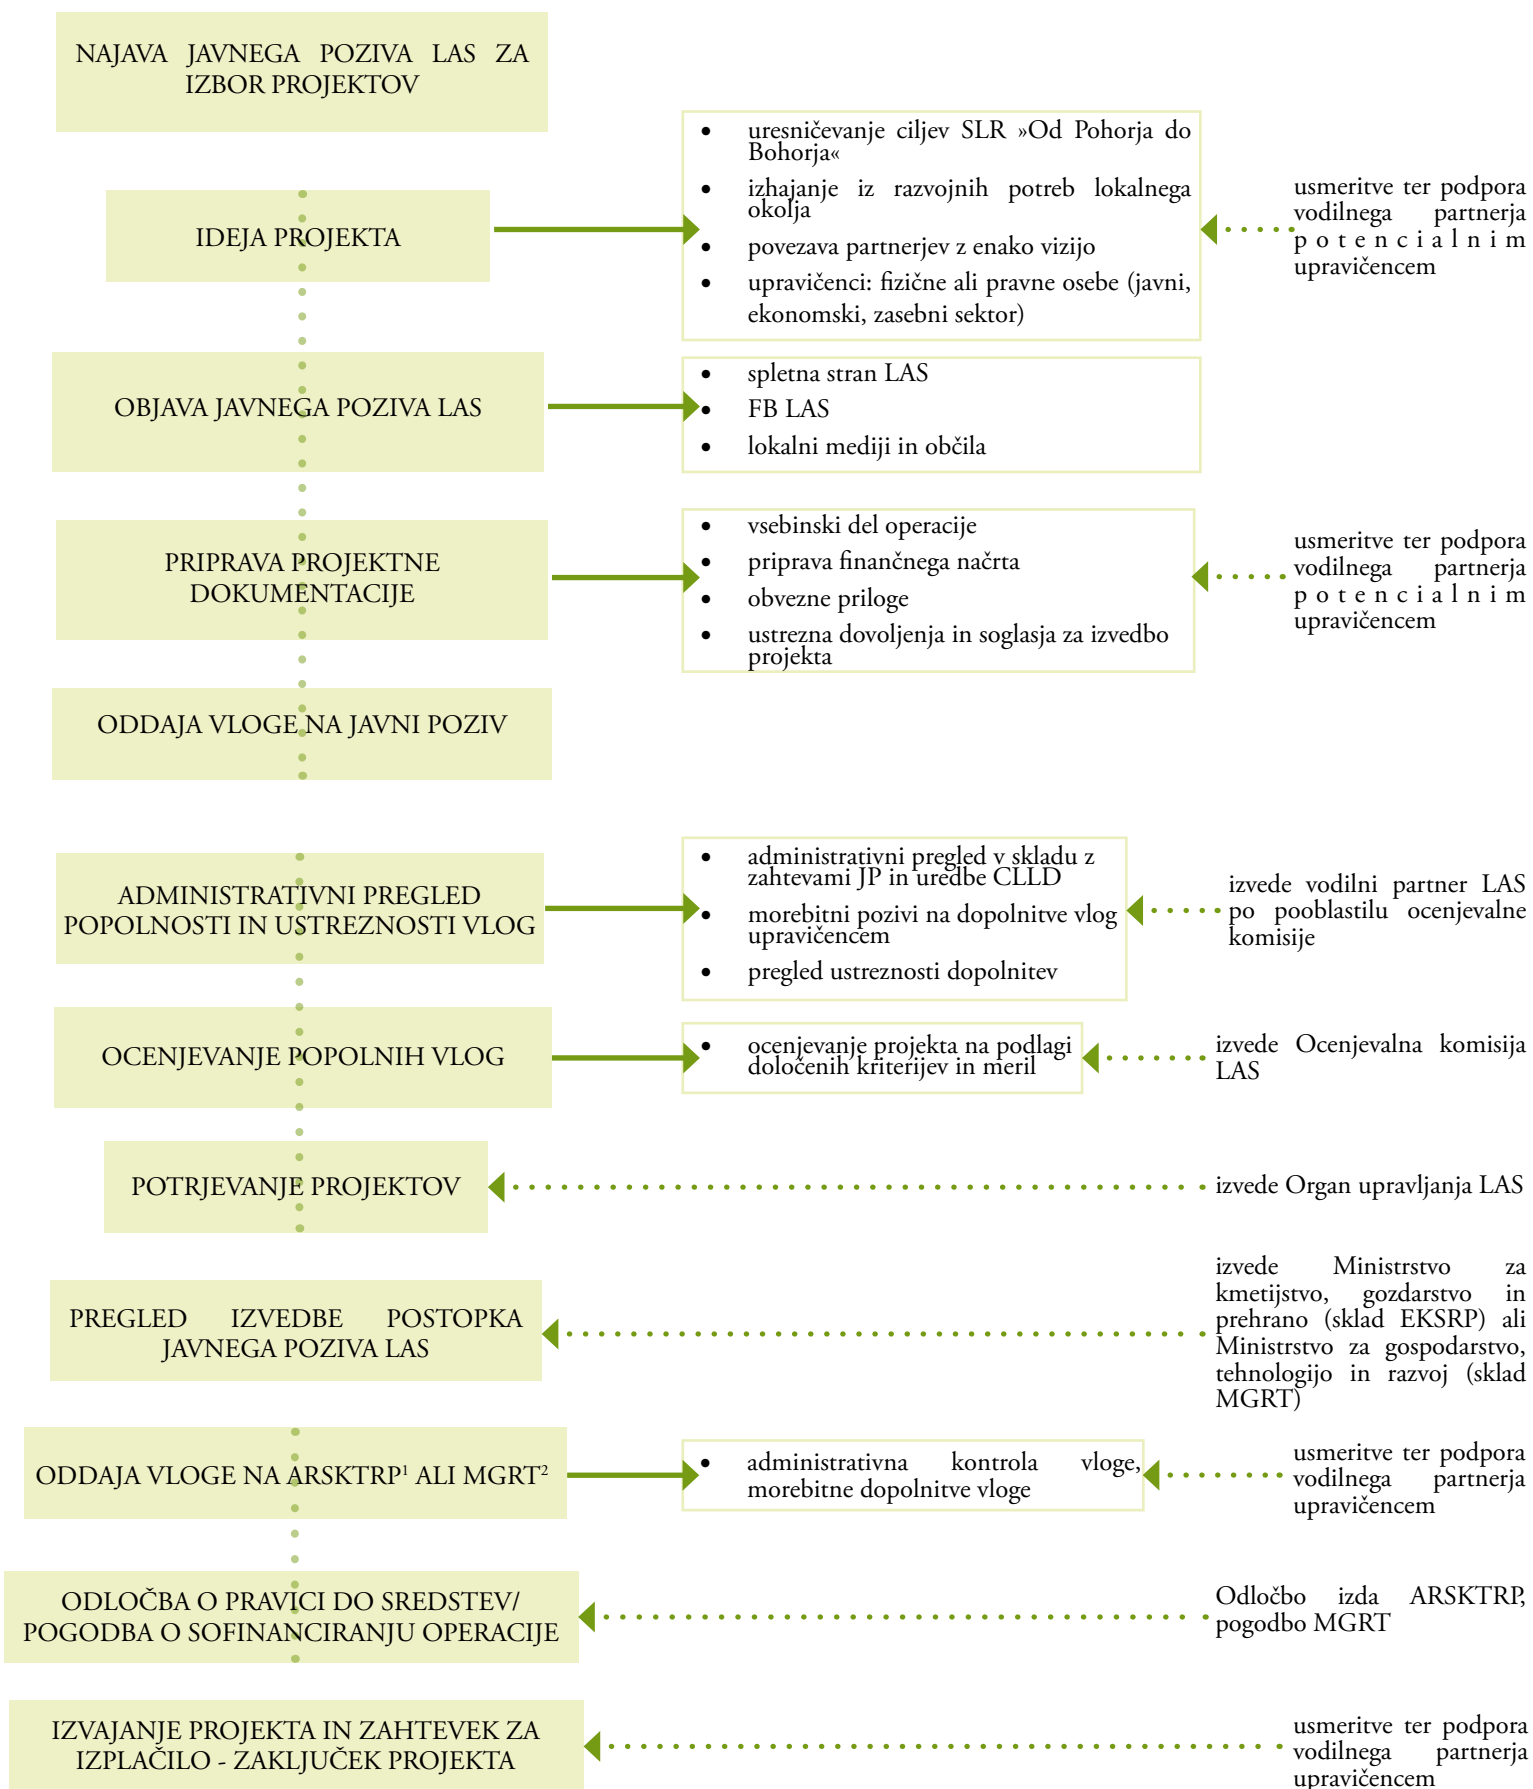 NAJAVA JAVNEGA POZIVA LAS ZA
IZBOR PROJEKTOV
IDEJA PROJEKTA
• uresničevanje ciljev SLR »Od Pohorja do
Bohorja«
• izhajanje iz razvojnih potreb lokalnega
okolja
• povezava partnerjev z enako vizijo
• upravičenci: fizične ali pravne osebe (javni,
ekonomski, zasebni sektor)
usmeritve ter podpora
vodilnega partnerja
potencialnim
upravičencem
OBJAVA JAVNEGA POZIVA LAS
• spletna stran LAS
• FB LAS
• lokalni mediji in občila
PRIPRAVA PROJEKTNE
DOKUMENTACIJE
• vsebinski del operacije
• priprava finančnega načrta
• obvezne priloge
• ustrezna dovoljenja in soglasja za izvedbo
projekta
usmeritve ter podpora
vodilnega partnerja
potencialnim
upravičencem
ODDAJA VLOGE NA JAVNI POZIV
ADMINISTRATIVNI PREGLED
POPOLNOSTI IN USTREZNOSTI VLOG
• administrativni pregled v skladu z
zahtevami JP in uredbe CLLD
• morebitni pozivi na dopolnitve vlog
upravičencem
• pregled ustreznosti dopolnitev
izvede vodilni partner LAS
po pooblastilu ocenjevalne
komisije
OCENJEVANJE POPOLNIH VLOG
• ocenjevanje projekta na podlagi
določenih kriterijev in meril
izvede Ocenjevalna komisija
LAS
POTRJEVANJE PROJEKTOV
izvede Organ upravljanja LAS
PREGLED IZVEDBE POSTOPKA
JAVNEGA POZIVA LAS
izvede Ministrstvo za
kmetijstvo, gozdarstvo in
prehrano (sklad EKSRP) ali
Ministrstvo za gospodarstvo,
tehnologijo in razvoj (sklad
MGRT)
ODDAJA VLOGE NA ARSKTRP¹ ALI MGRT²
• administrativna kontrola vloge,
morebitne dopolnitve vloge
usmeritve ter podpora
vodilnega partnerja
upravičencem
ODLOČBA O PRAVICI DO SREDSTEV/
POGODBA O SOFINANCIRANJU OPERACIJE
Odločbo izda ARSKTRP,
pogodbo MGRT
IZVAJANJE PROJEKTA IN ZAHTEVEK ZA
IZPLAČILO - ZAKLJUČEK PROJEKTA
usmeritve ter podpora
vodilnega partnerja
upravičencem